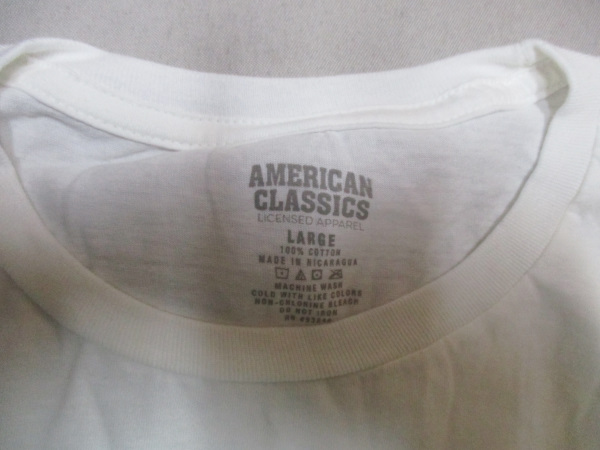 AMERICAN
CLASSICS
LICENSED APPAREL
LARGE
100% COTTON
MADE IN NICARAGUA
MACHINE WASH
COLD WITH LIKE COLORS
NON-CHLORINE BLEACH
DO NOT IRON
RN